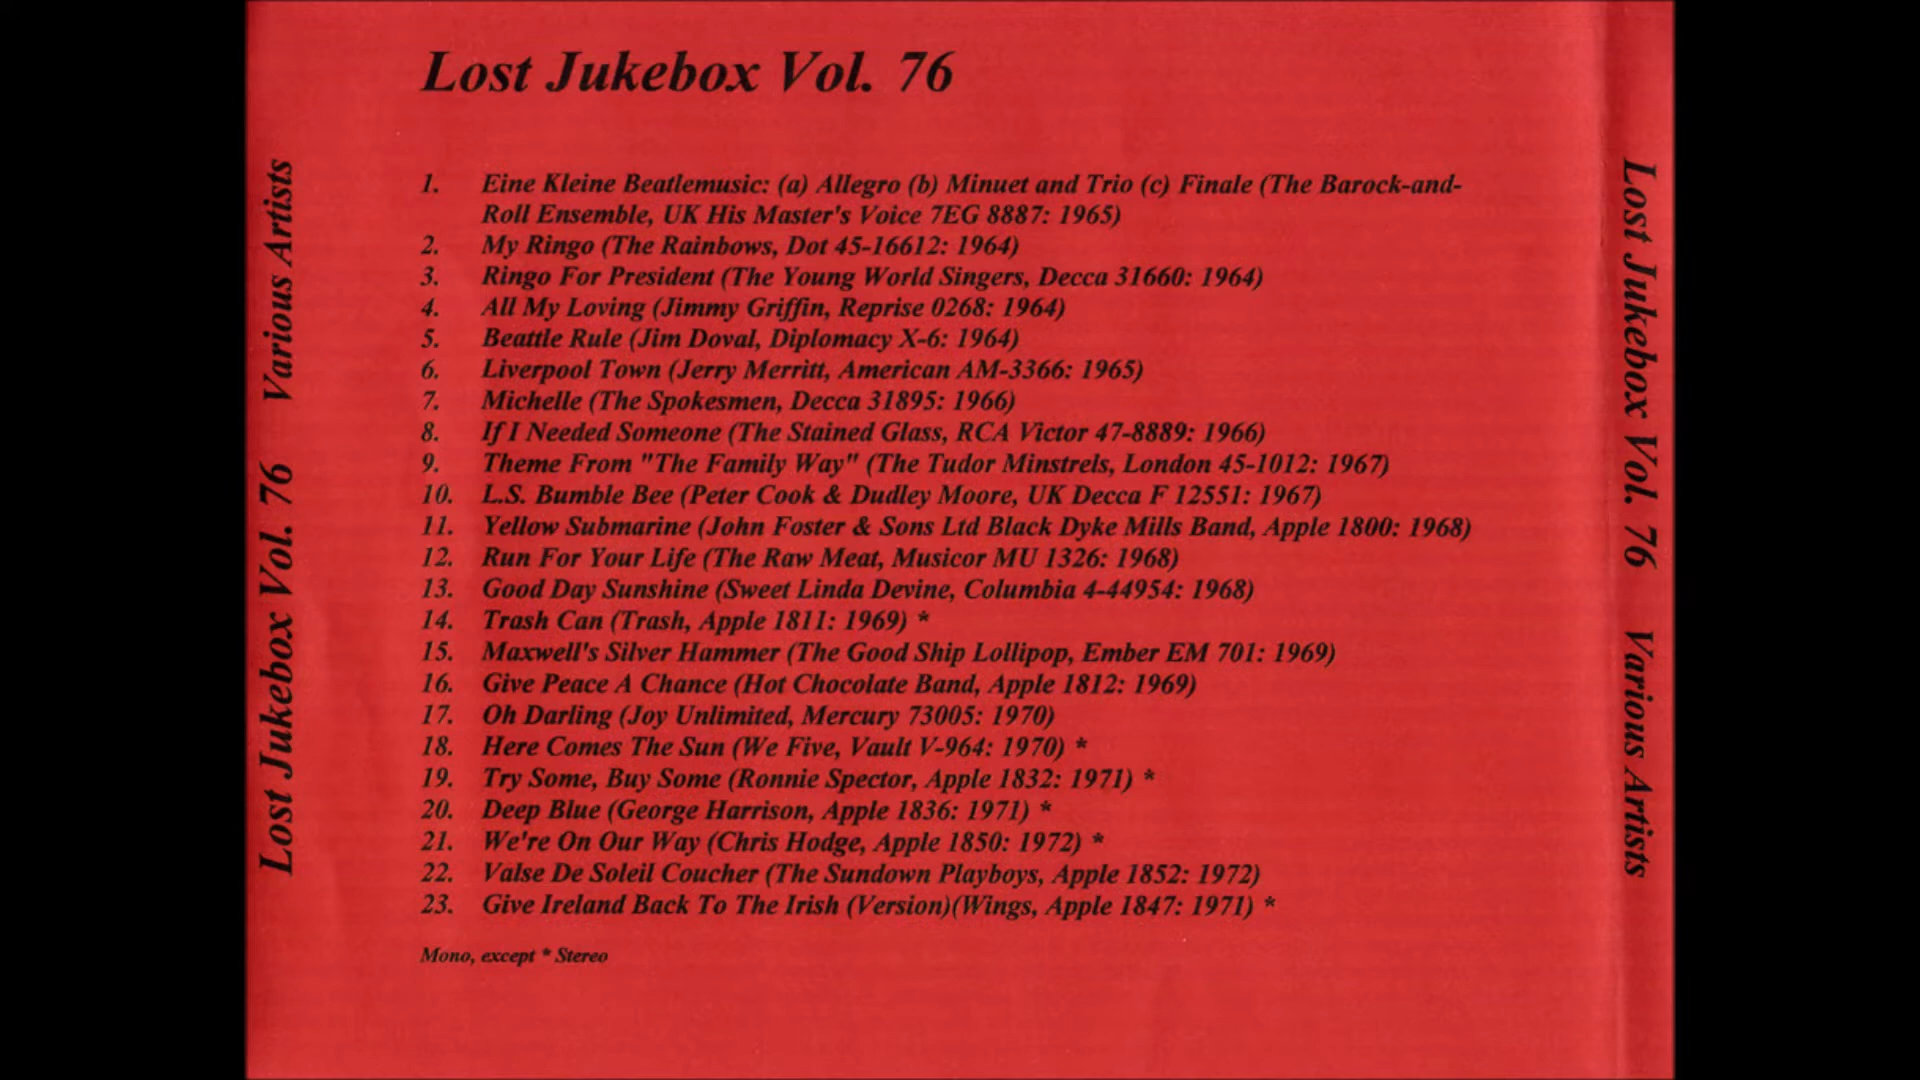 Lost Jukebox Vol. 76
1. Eine Kleine Beatlemusic: (a) Allegro (b) Minuet and Trio (c) Finale (The Barock-and-
Roll Ensemble, UK His Master's Voice 7EG 8887: 1965)
2. My Ringo (The Rainbows, Dot 45-16612: 1964)
3. Ringo For President (The Young World Singers, Decca 31660: 1964)
4. All My Loving (Jimmy Griffin, Reprise 0268: 1964)
5. Beattle Rule (Jim Doval, Diplomacy X-6: 1964)
6. Liverpool Town (Jerry Merritt, American AM-3366: 1965)
7. Michelle (The Spokesmen, Decca 31895: 1966)
8. If I Needed Someone (The Stained Glass, RCA Victor 47-8889: 1966)
9. Theme From "The Family Way" (The Tudor Minstrels, London 45-1012: 1967)
10. L.S. Bumble Bee (Peter Cook & Dudley Moore, UK Decca F 12551: 1967)
11. Yellow Submarine (John Foster & Sons Ltd Black Dyke Mills Band, Apple 1800: 1968)
12. Run For Your Life (The Raw Meat, Musicor MU 1326: 1968)
13. Good Day Sunshine (Sweet Linda Devine, Columbia 4-44954: 1968)
14. Trash Can (Trash, Apple 1811: 1969) *
15. Maxwell's Silver Hammer (The Good Ship Lollipop, Ember EM 701: 1969)
16. Give Peace A Chance (Hot Chocolate Band, Apple 1812: 1969)
17. Oh Darling (Joy Unlimited, Mercury 73005: 1970)
18. Here Comes The Sun (We Five, Vault V-964: 1970) *
19. Try Some, Buy Some (Ronnie Spector, Apple 1832: 1971) *
20. Deep Blue (George Harrison, Apple 1836: 1971) *
21. We're On Our Way (Chris Hodge, Apple 1850: 1972) *
22. Valse De Soleil Coucher (The Sundown Playboys, Apple 1852: 1972)
23. Give Ireland Back To The Irish (Version)(Wings, Apple 1847: 1971) *
Mono, except * Stereo
Lost Jukebox Vol. 76 Various Artists
Lost Jukebox Vol. 76 Various Artists